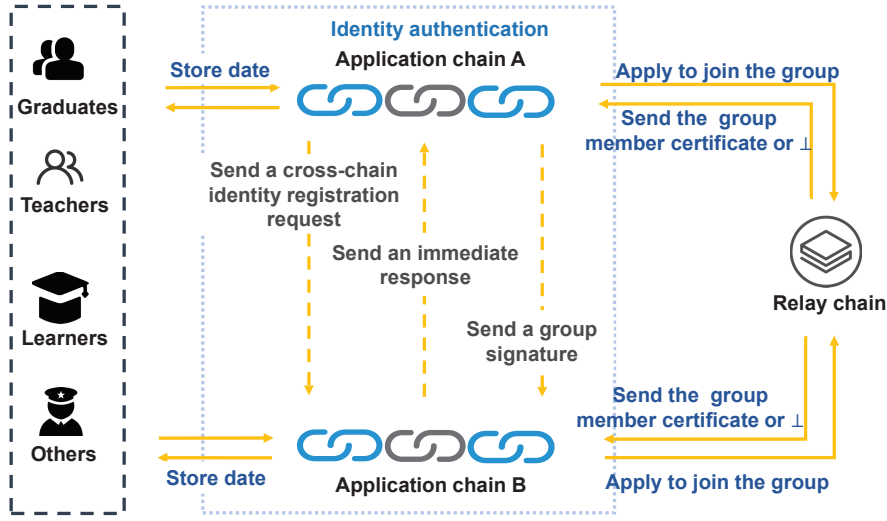 Graduates
Teachers
Learners
Others
Store date
Identity authentication
Application chain A
Apply to join the group
Send the group
member certificate or ⊥
Send a cross-chain
identity registration
request
Send an immediate
response
Send a group
signature
Relay chain
Send the group
member certificate or ⊥
Store date
Application chain B
Apply to join the group